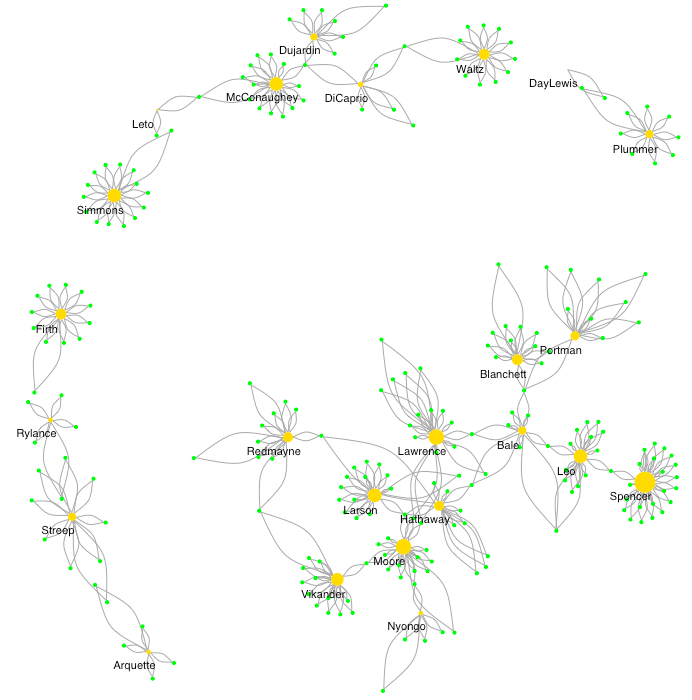 Dujardin
Waltz
DayLewis
McConaughey
DiCaprio
Leto
Plummer
Simmons
Firth
Portman
Blanchett
Rylance
Redmayne
Lawrence
Bale
Leo
Spencer
Larson
Hathaway
Streep
Moore
Vikander
Nyongo
Arquette